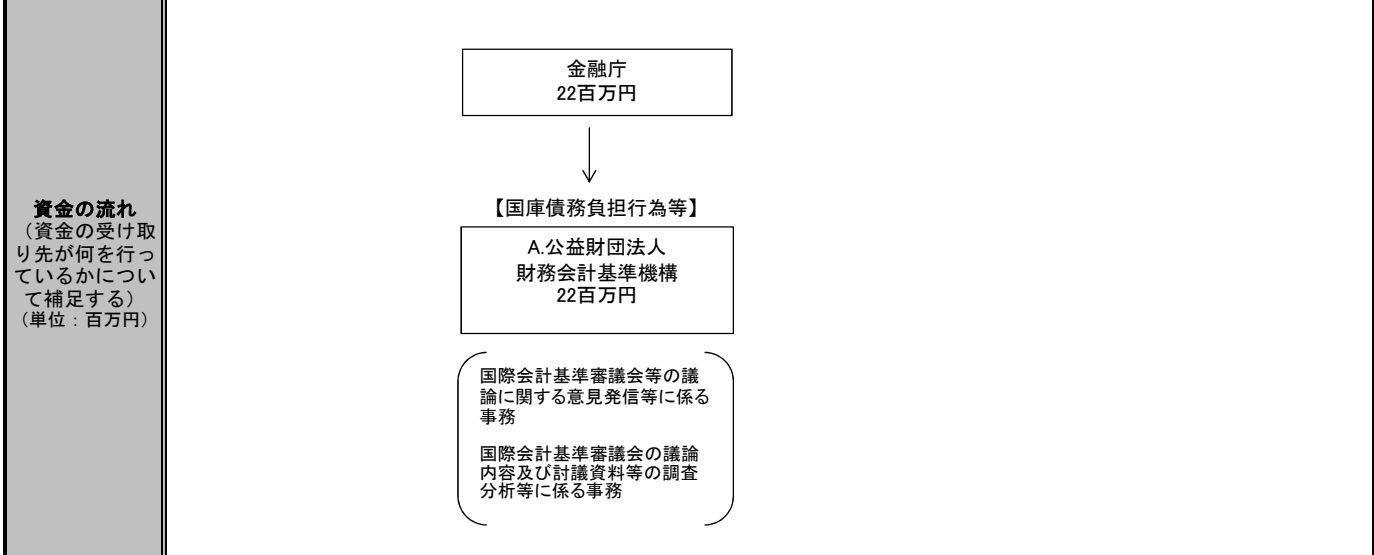 資金の流れ
(資金の受け取
り先が何を行っ
ているかについ
て補足する)
(単位:百万円)
金融庁
22百万円
【国庫債務負担行為等】
A.公益財団法人
財務会計基準機構
22百万円
国際会計基準審議会等の議
論に関する意見発信等に係る
事務
国際会計基準審議会の議論
内容及び討議資料等の調査
分析等に係る事務